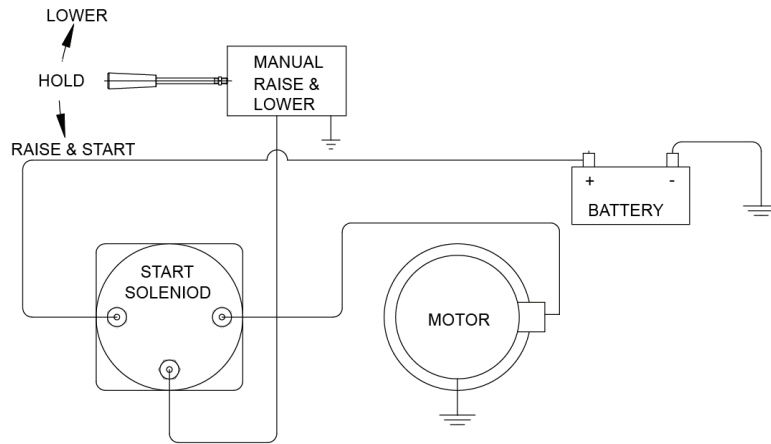 LOWER
HOLD
RAISE & START
MANUAL
RAISE &
LOWER
+ -
BATTERY
START
SOLENIOD
MOTOR